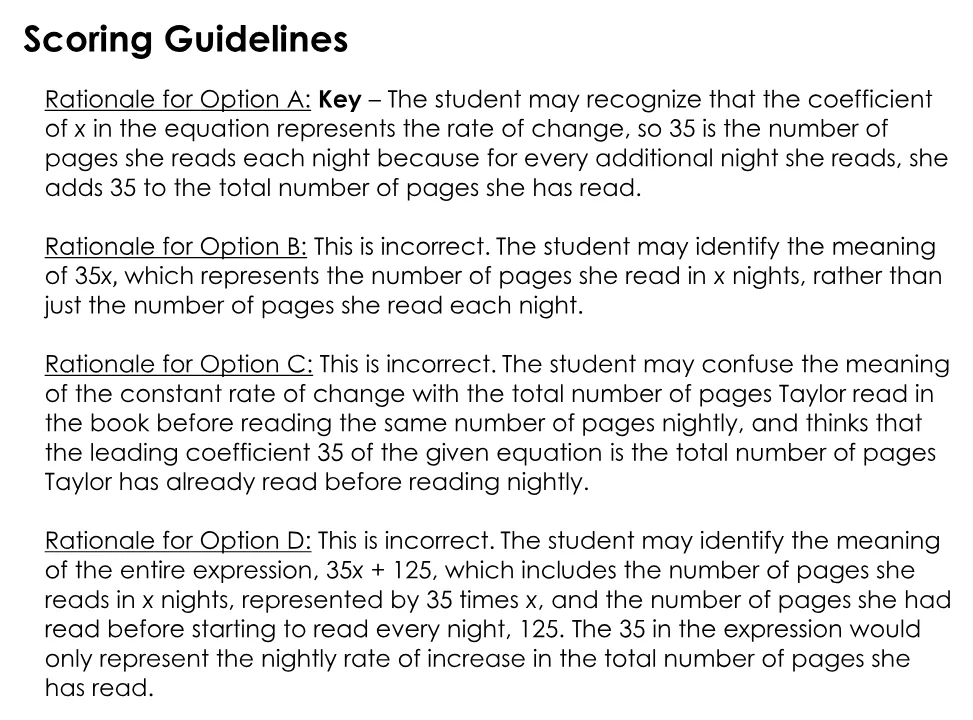 Scoring Guidelines
Rationale for Option A: Key – The student may recognize that the coefficient
of x in the equation represents the rate of change, so 35 is the number of
pages she reads each night because for every additional night she reads, she
adds 35 to the total number of pages she has read.
Rationale for Option B: This is incorrect. The student may identify the meaning
of 35x, which represents the number of pages she read in x nights, rather than
just the number of pages she read each night.
Rationale for Option C: This is incorrect. The student may confuse the meaning
of the constant rate of change with the total number of pages Taylor read in
the book before reading the same number of pages nightly, and thinks that
the leading coefficient 35 of the given equation is the total number of pages
Taylor has already read before reading nightly.
Rationale for Option D: This is incorrect. The student may identify the meaning
of the entire expression, 35x + 125, which includes the number of pages she
reads in x nights, represented by 35 times x, and the number of pages she had
read before starting to read every night, 125. The 35 in the expression would
only represent the nightly rate of increase in the total number of pages she
has read.